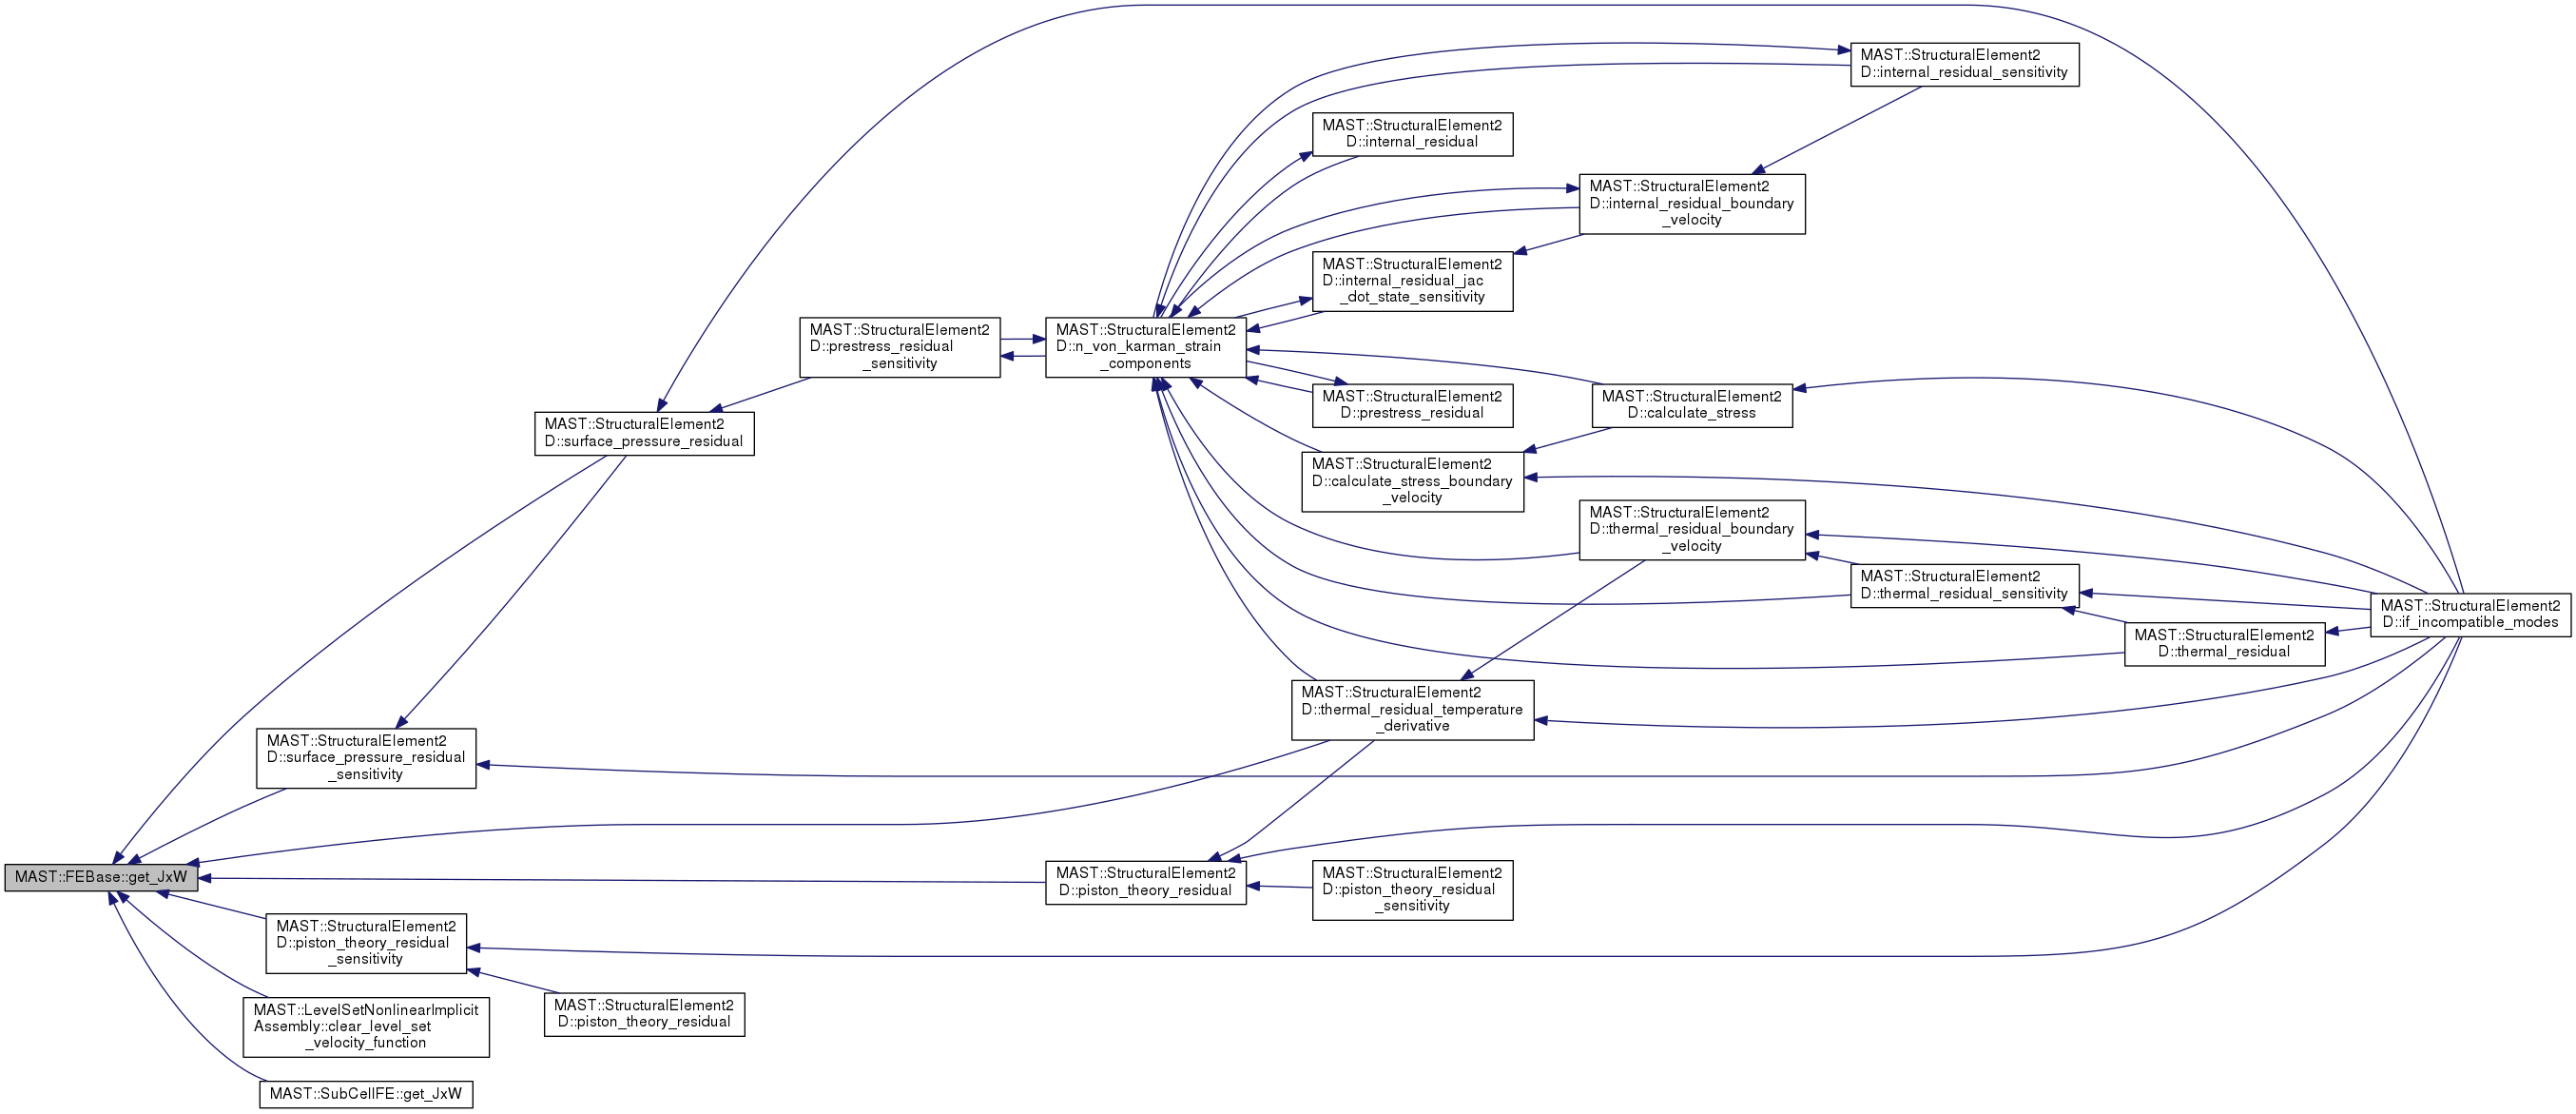 MAST::StructuralElement2
D::internal_residual_sensitivity
MAST::StructuralElement2
D::internal_residual
MAST::StructuralElement2
D::internal_residual_boundary
_velocity
MAST::StructuralElement2
D::internal_residual_jac
_dot_state_sensitivity
MAST::StructuralElement2
D::prestress_residual
_sensitivity
MAST::StructuralElement2
D::n_von_karman_strain
_components
MAST::StructuralElement2
D::prestress_residual
MAST::StructuralElement2
D::calculate_stress
MAST::StructuralElement2
D::surface_pressure_residual
MAST::StructuralElement2
D::calculate_stress_boundary
_velocity
MAST::StructuralElement2
D::thermal_residual_boundary
_velocity
MAST::StructuralElement2
D::thermal_residual_sensitivity
MAST::StructuralElement2
D::if_incompatible_modes
MAST::StructuralElement2
D::thermal_residual
MAST::StructuralElement2
D::thermal_residual_temperature
_derivative
MAST::StructuralElement2
D::surface_pressure_residual
_sensitivity
MAST::FEBase::get_JxW
MAST::StructuralElement2
D::piston_theory_residual
MAST::StructuralElement2
D::piston_theory_residual
_sensitivity
MAST::StructuralElement2
D::piston_theory_residual
_sensitivity
MAST::StructuralElement2
D::piston_theory_residual
MAST::LevelSetNonlinearImplicit
Assembly::clear_level_set
_velocity_function
MAST::SubCellFE::get_JxW